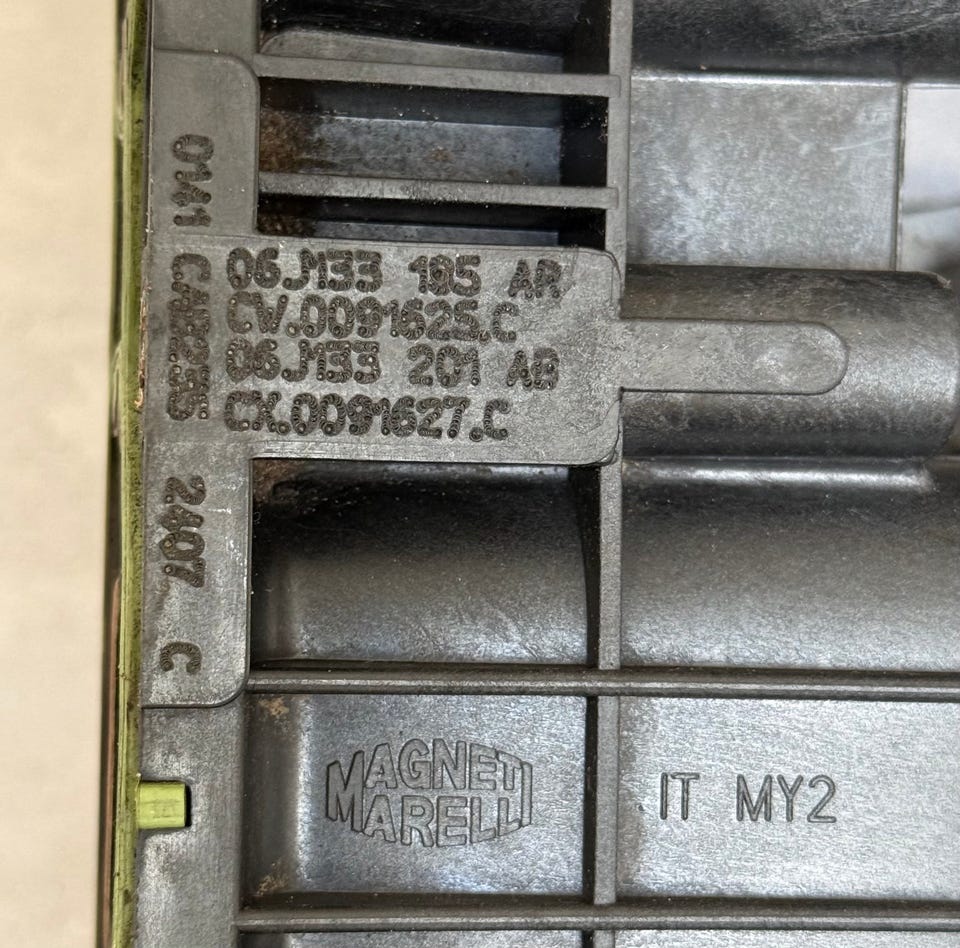 0141
06J133 185 AR
CV.0091625.C
06J133 201 AB
CX.0091627.C
2407 C
MAGNETI
MARELLI
IT MY2